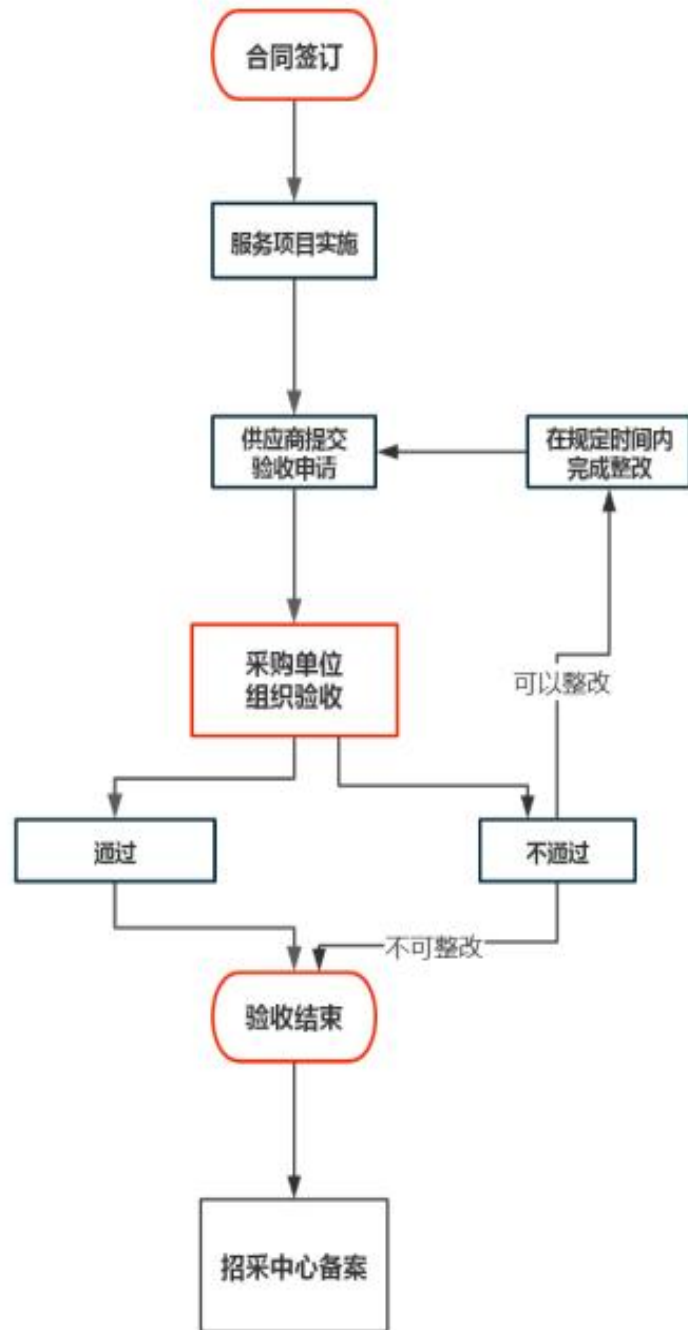 合同签订
服务项目实施
供应商提交
验收申请
在规定时间内
完成整改
采购单位
组织验收
可以整改
通过
不通过
不可整改
验收结束
招采中心备案